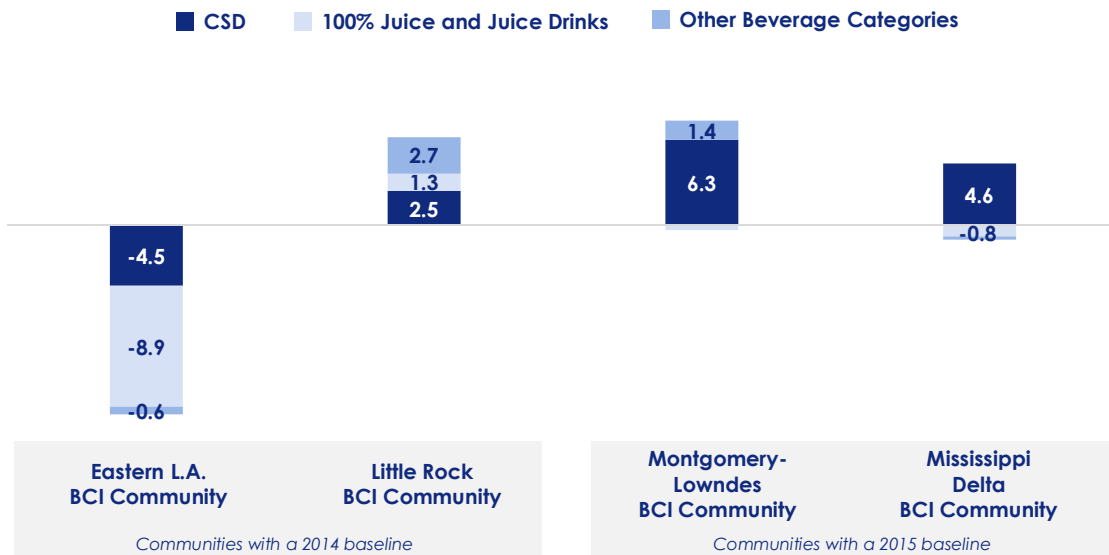 CSD
100% Juice and Juice Drinks
Other Beverage Categories
-4.5
-8.9
-0.6
2.7
1.3
2.5
1.4
6.3
4.6
-0.8
Eastern L.A.
BCI Community
Little Rock
BCI Community
Communities with a 2014 baseline
Montgomery-
Lowndes
BCI Community
Mississippi
Delta
BCI Community
Communities with a 2015 baseline